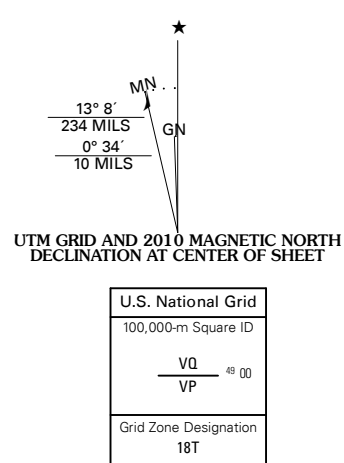 ★
MN
13° 8´
234 MILS
GN
0° 34´
10 MILS
UTM GRID AND 2010 MAGNETIC NORTH
DECLINATION AT CENTER OF SHEET
U.S. National Grid
100,000-m Square ID
VQ
49 00
VP
Grid Zone Designation
18T